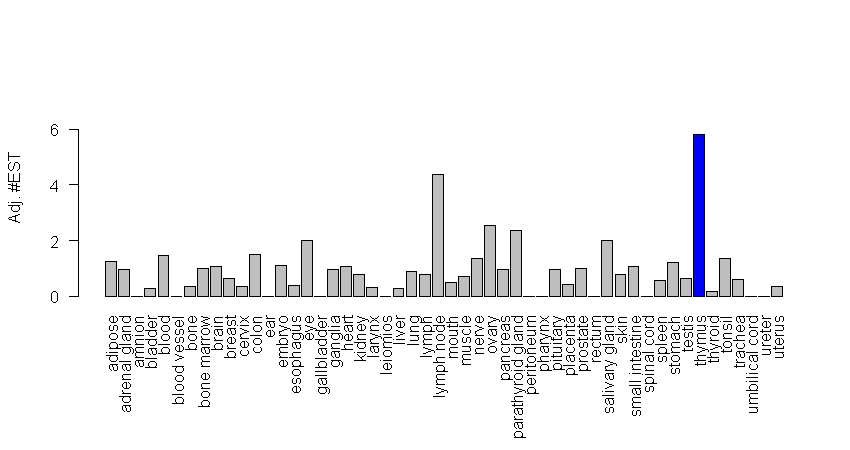 Adj. #EST
6
4
2
0
adipose
adrenal gland
amnion
bladder
blood
blood vessel
bone
bone marrow
brain
breast
cervix
colon
ear
embryo
esophagus
eye
gallbladder
ganglia
heart
kidney
larynx
leiomios
liver
lung
lymph
lymph node
mouth
muscle
nerve
ovary
pancreas
parathyroid gland
peritoneum
pharynx
pituitary
placenta
prostate
rectum
salivary gland
skin
small intestine
spinal cord
spleen
stomach
testis
thymus
thyroid
tonsil
trachea
umbilical cord
ureter
uterus